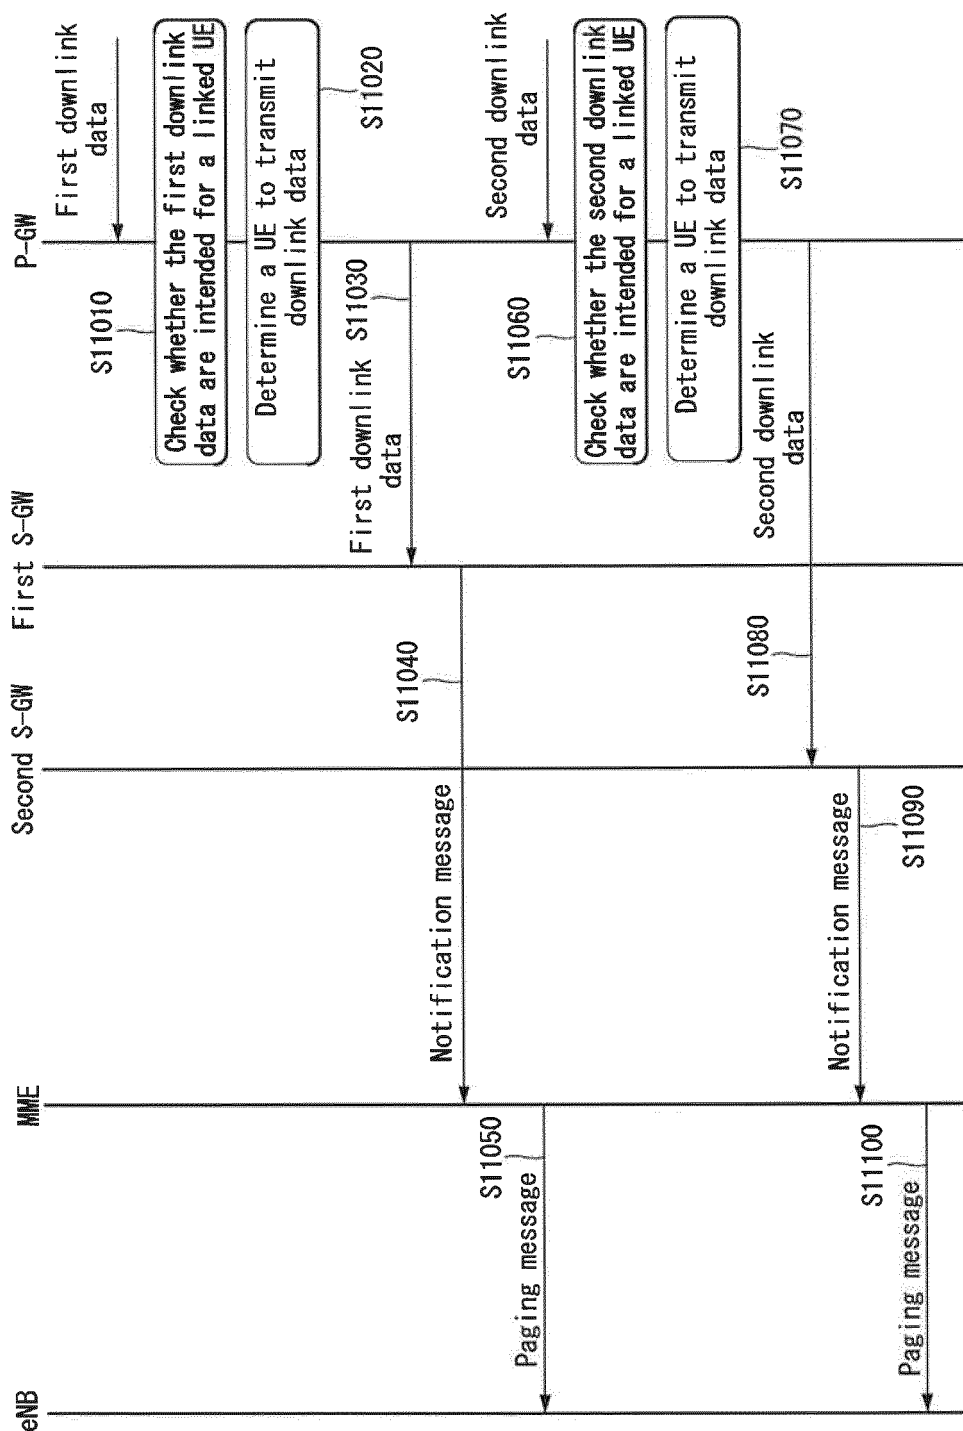 eNB
MME
Second S-GW
First S-GW
P-GW
First downlink
data
S11010
Check whether the first downlink
data are intended for a linked UE
Determine a UE to transmit
downlink data
S11020
First downlink
data
S11030
S11040
Notification message
S11050
Paging message
Second downlink
data
S11060
Check whether the second downlink
data are intended for a linked UE
Determine a UE to transmit
downlink data
S11070
Second downlink
data
S11080
Notification message
S11090
S11100
Paging message